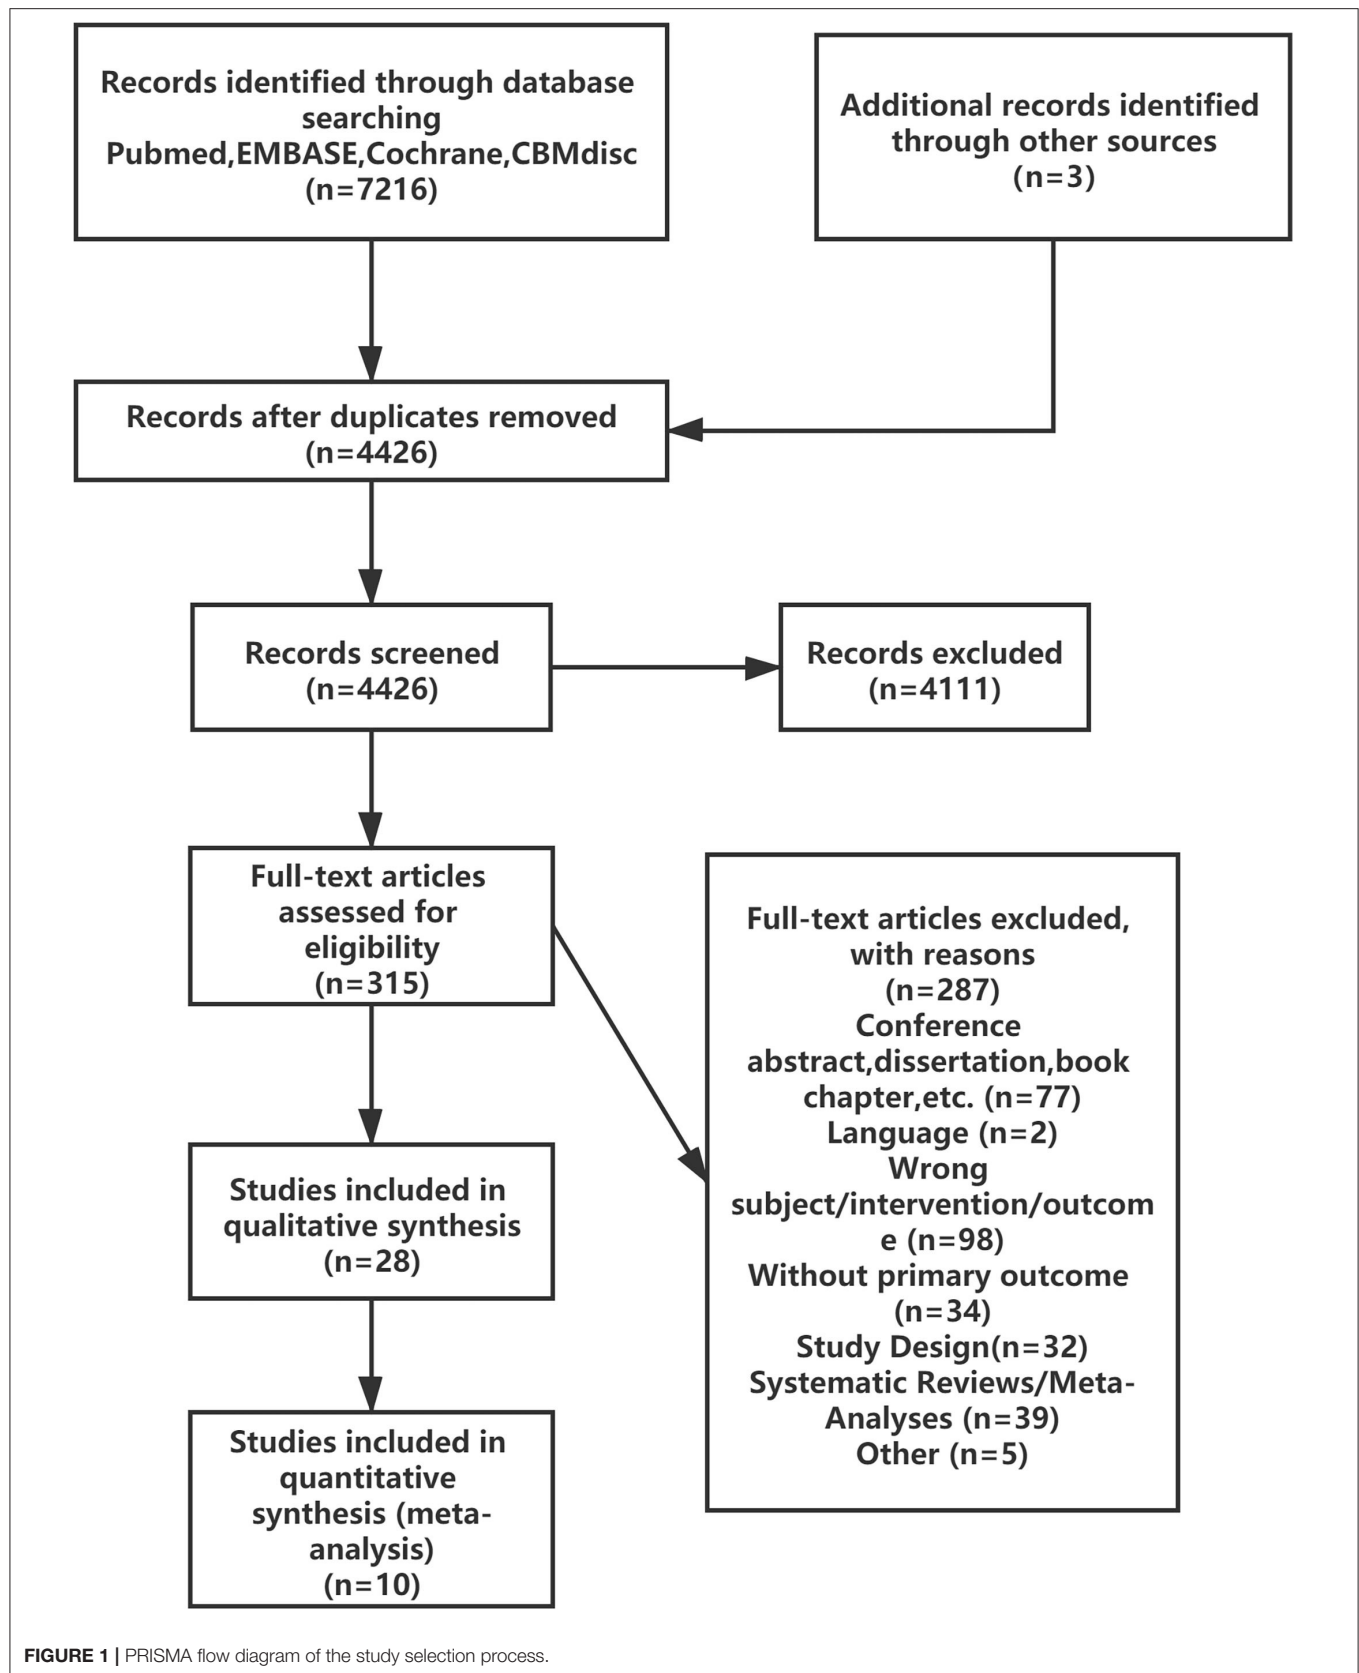 Records identified through database
searching
Pubmed,EMBASE,Cochrane,CBMdisc
(n=7216)
Additional records identified
through other sources
(n=3)
Records after duplicates removed
(n=4426)
Records screened
(n=4426)
Records excluded
(n=4111)
Full-text articles
assessed for
eligibility
(n=315)
Full-text articles excluded,
with reasons
(n=287)
Conference
abstract,dissertation,book
chapter,etc. (n=77)
Language (n=2)
Wrong
subject/intervention/outcom
e (n=98)
Without primary outcome
(n=34)
Study Design(n=32)
Systematic Reviews/Meta-
Analyses (n=39)
Other (n=5)
Studies included in
qualitative synthesis
(n=28)
Studies included in
quantitative
synthesis (meta-
analysis)
(n=10)
FIGURE 1 | PRISMA flow diagram of the study selection process.